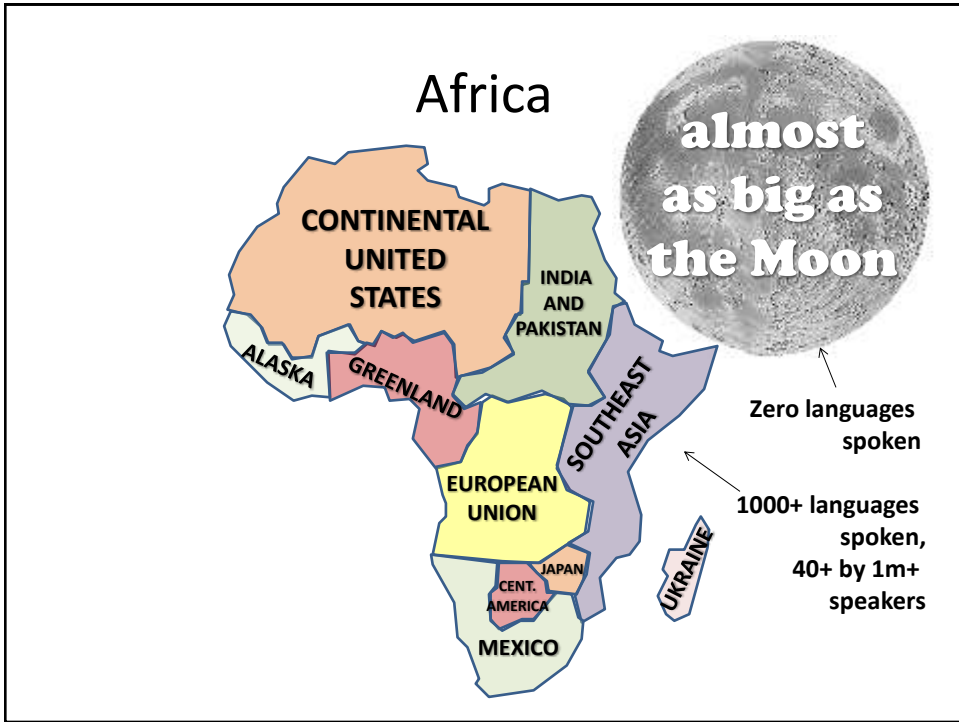 Africa
almost
as big as
the Moon
CONTINENTAL
UNITED
STATES
INDIA
AND
PAKISTAN
ALASKA
GREENLAND
SOUTHEAST
ASIA
EUROPEAN
UNION
JAPAN
CENT.
AMERICA
MEXICO
UKRAINE
Zero languages
spoken
1000+ languages
spoken,
40+ by 1m+
speakers